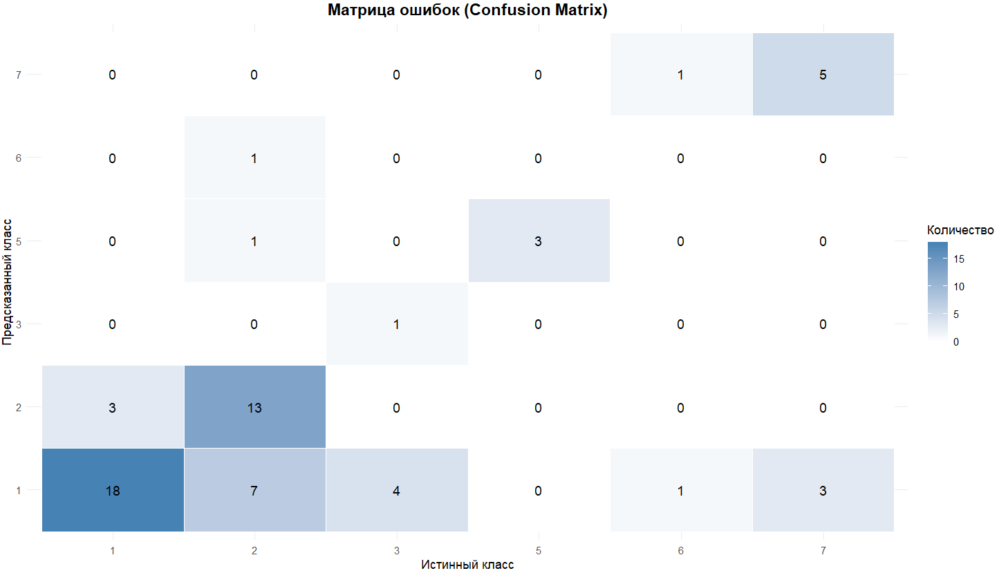 Матрица ошибок (Confusion Matrix)
Предсказанный класс
7 0 0 0 0 1 5
6 0 1 0 0 0 0
5 0 1 0 3 0 0
3 0 0 1 0 0 0
2 3 13 0 0 0 0
1 18 7 4 0 1 3
1 2 3 5 6 7
Истинный класс
Количество
15
10
5
0